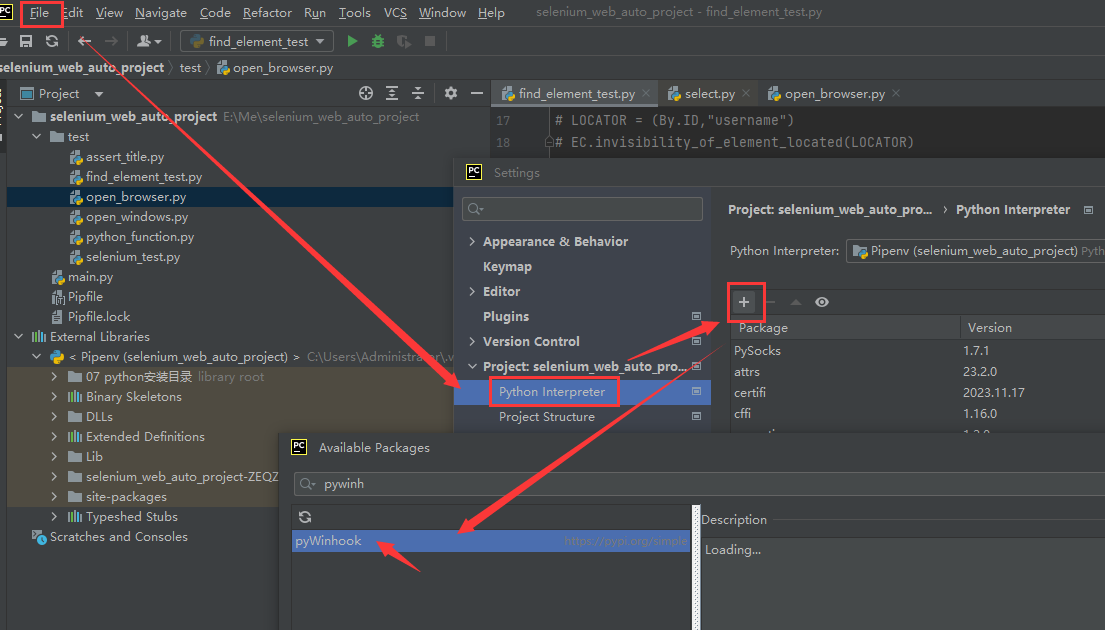 PC File Edit View Navigate Code Refactor Run Tools VCS Window Help selenium_web_auto_project - find_element_test.py
find_element_test
selenium_web_auto_project test open_browser.py
Project
find_element_test.py select.py open_browser.py
selenium_web_auto_project E:\Me\selenium_web_auto_project
test
assert_title.py
find_element_test.py
open_browser.py
open_windows.py
python_function.py
selenium_test.py
main.py
Pipfile
Pipfile.lock
External Libraries
< Pipenv (selenium_web_auto_project) > C:\Users\Administrator\.v
07 python安装目录 library root
Binary Skeletons
DLLs
Extended Definitions
Lib
selenium_web_auto_project-ZEQZ
site-packages
Typeshed Stubs
Scratches and Consoles
17 # LOCATOR = (By.ID,"username")
18 # EC.invisibility_of_element_located(LOCATOR)
PC Settings
Appearance & Behavior
Keymap
Editor
Plugins
Version Control
Project: selenium_web_auto_pro...
Python Interpreter
Project Structure
Project: selenium_web_auto_pro... › Python Interpreter
Python Interpreter: Pipenv (selenium_web_auto_project) Pyth
Package Version
PySocks 1.7.1
attrs 23.2.0
certifi 2023.11.17
cffi 1.16.0
PC Available Packages
pywinh
pyWinhook http://pypi.org/simple
Description
Loading...